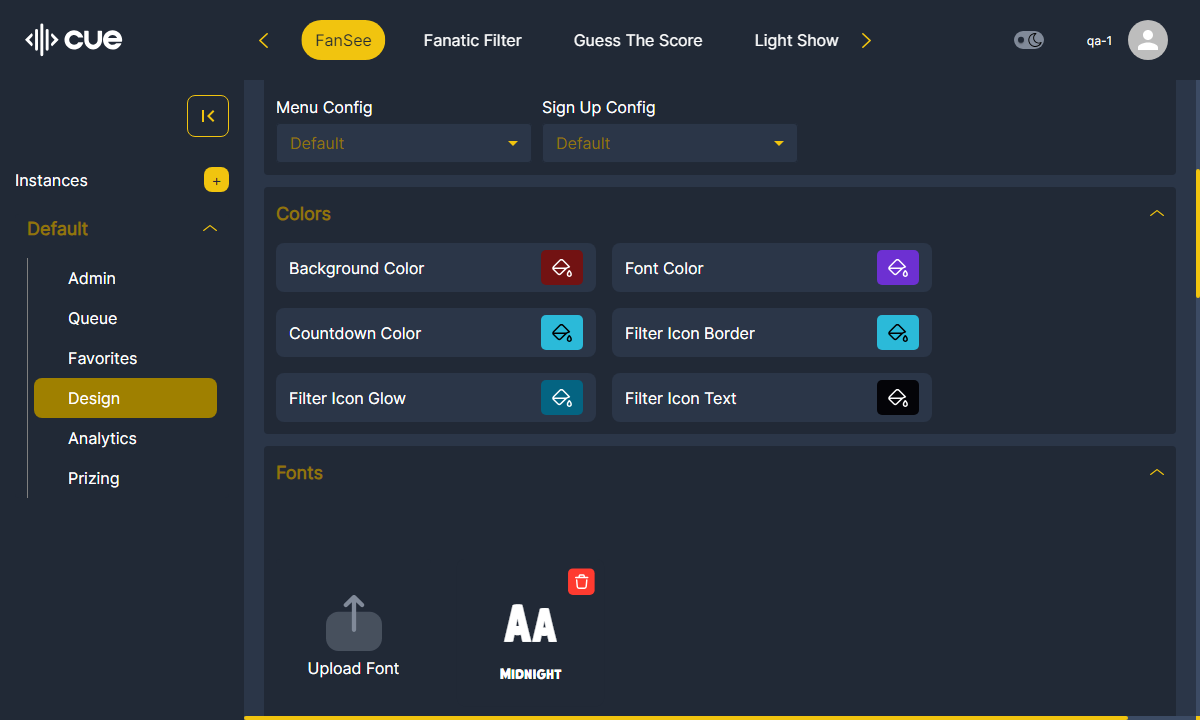 cue
FanSee
Fanatic Filter
Guess The Score
Light Show
qa-1
Instances
+
Default
Admin
Queue
Favorites
Design
Analytics
Prizing
Menu Config
Sign Up Config
Default
Default
Colors
Background Color
Font Color
Countdown Color
Filter Icon Border
Filter Icon Glow
Filter Icon Text
Fonts
Upload Font
AA
MIDNIGHT